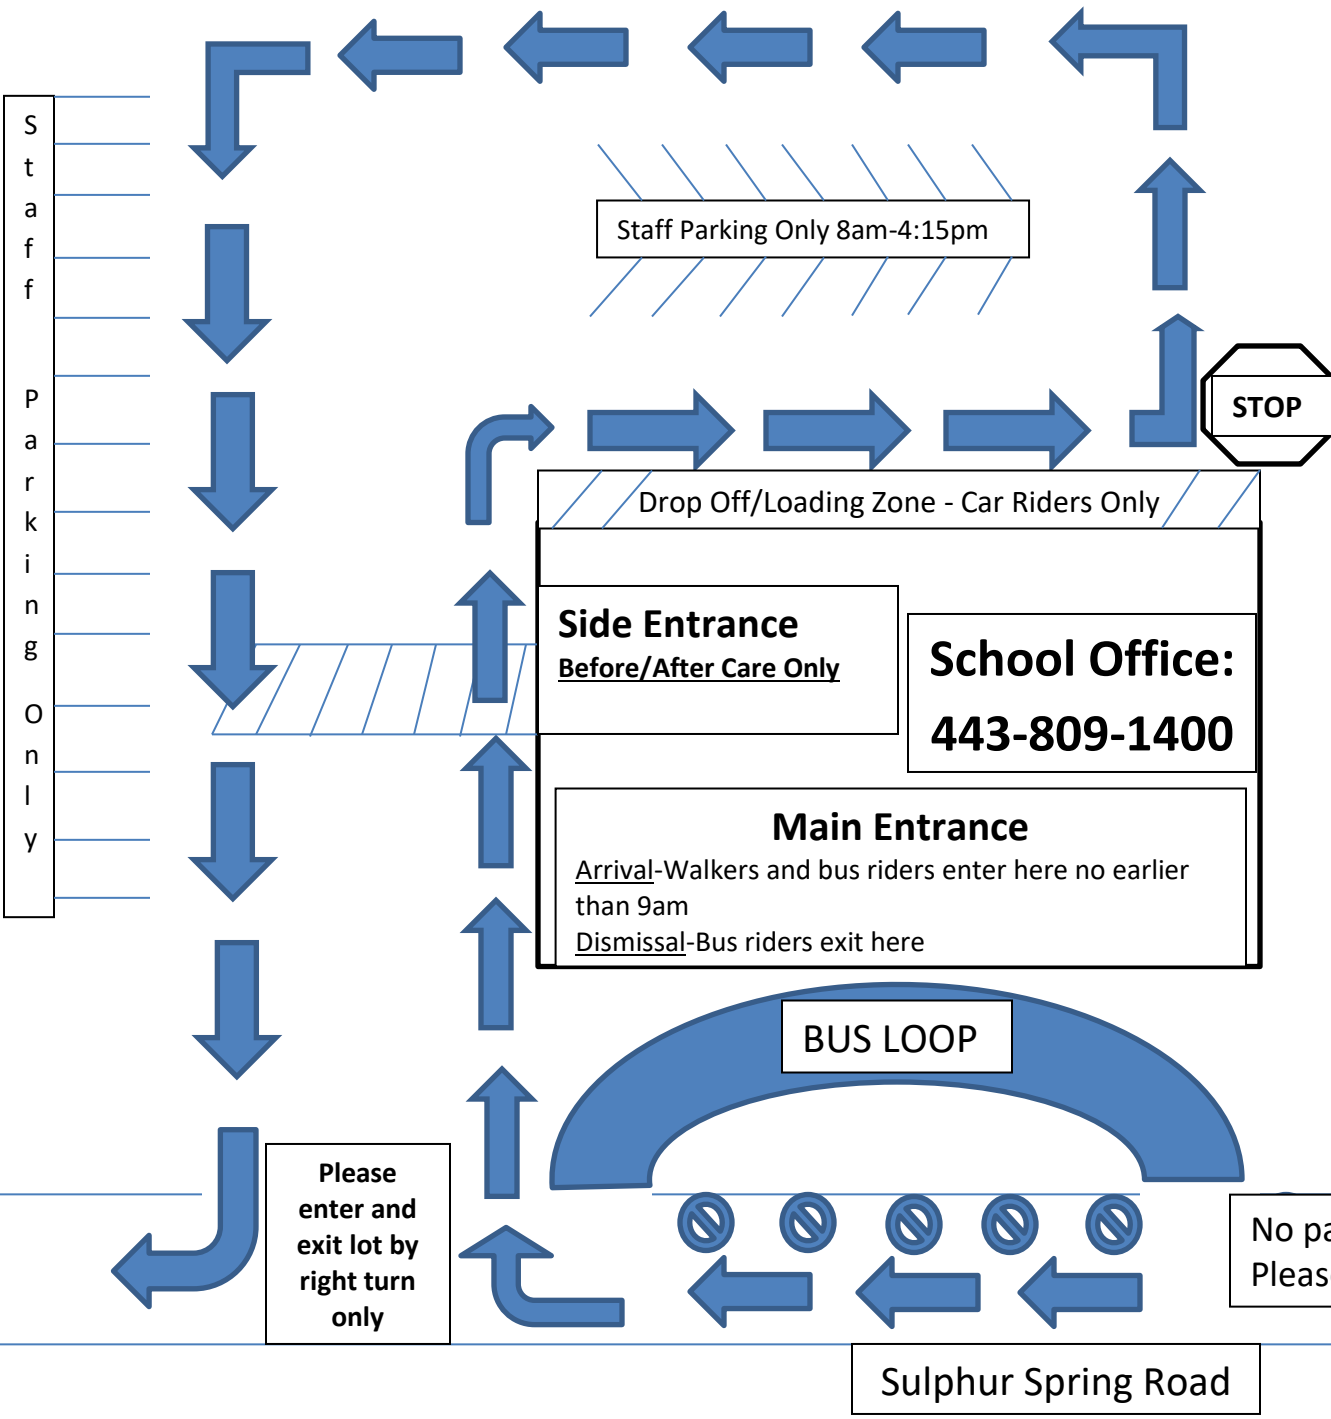 Staff Parking Only
Staff Parking Only 8am-4:15pm
STOP
Drop Off/Loading Zone - Car Riders Only
Side Entrance
Before/After Care Only
School Office:
443-809-1400
Main Entrance
Arrival-Walkers and bus riders enter here no earlier
than 9am
Dismissal-Bus riders exit here
BUS LOOP
Please
enter and
exit lot by
right turn
only
No pa
Pleas
Sulphur Spring Road